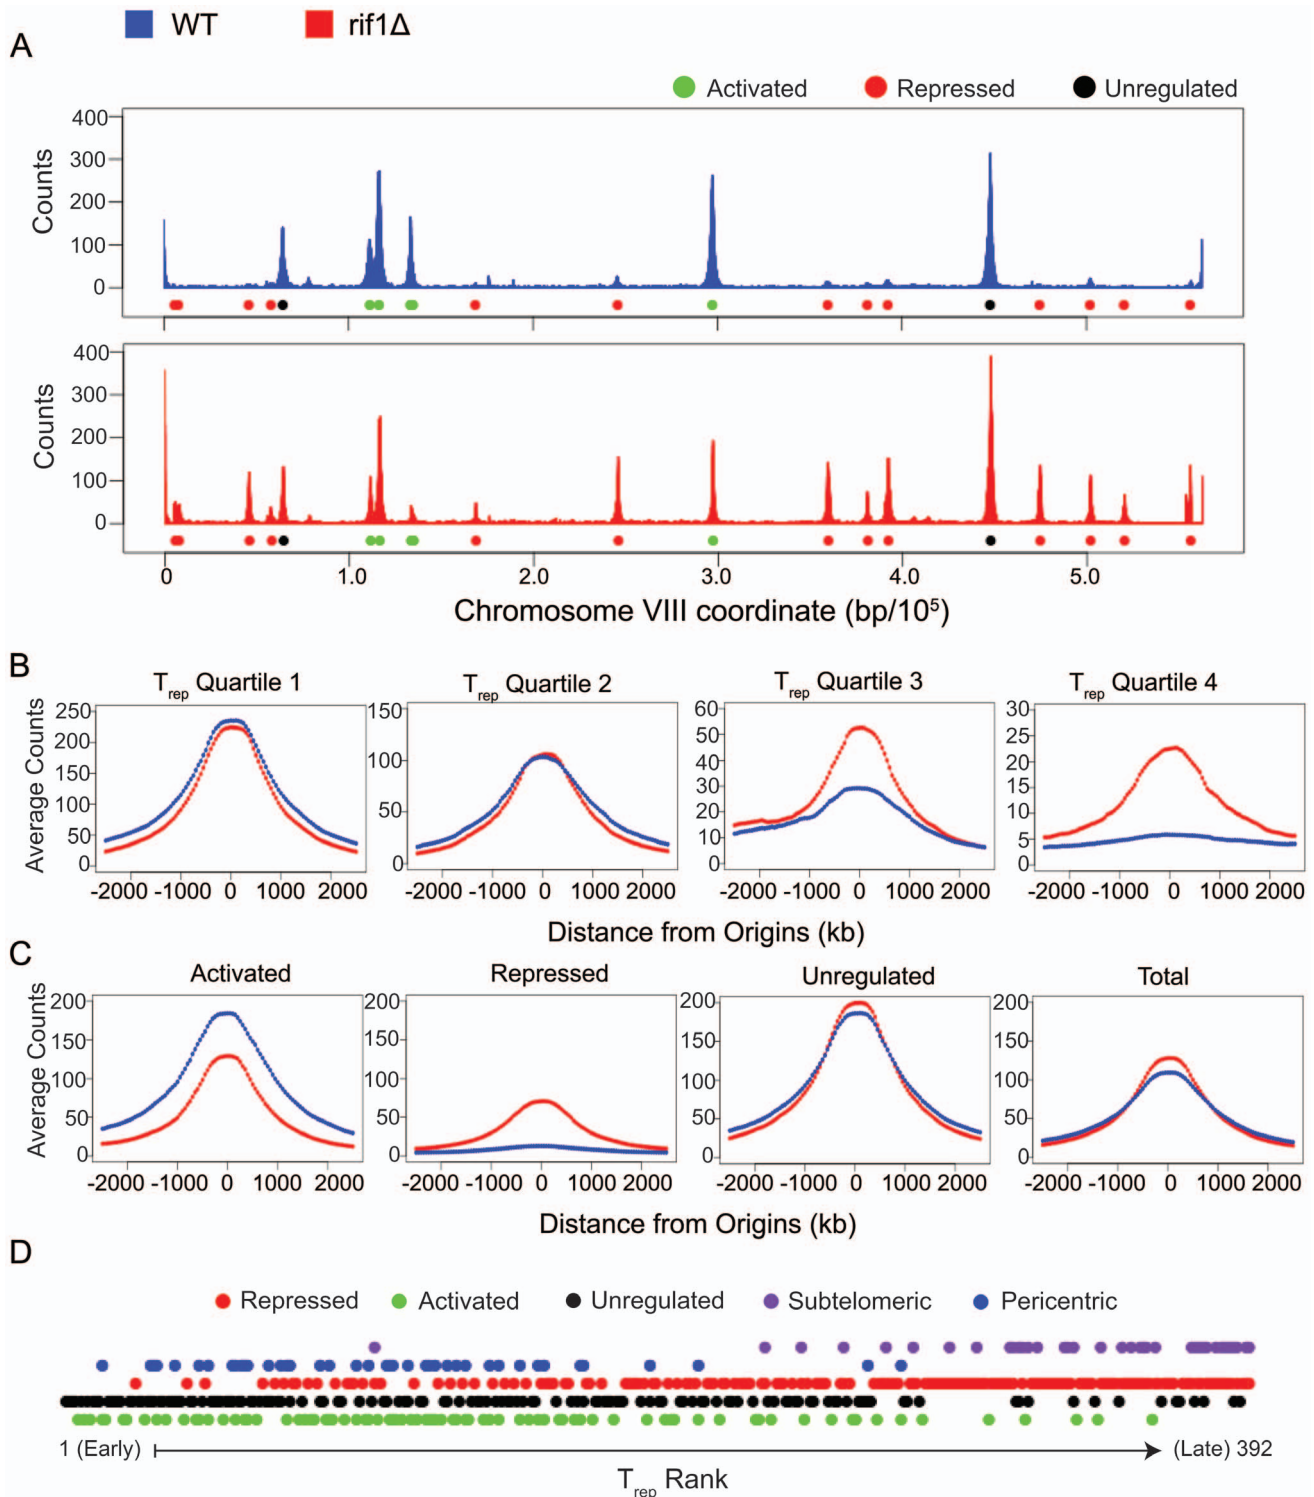 WT rif1Δ
A
Activated Repressed Unregulated
400
300
200
100
0
Counts
400
300
200
100
0
Counts
0 1.0 2.0 3.0 4.0 5.0
Chromosome VIII coordinate (bp/10⁵)
B
Trep Quartile 1 Trep Quartile 2 Trep Quartile 3 Trep Quartile 4
Average Counts
250
200
150
100
50
0
-2000 -1000 0 1000 2000
150
100
50
0
-2000 -1000 0 1000 2000
60
50
40
30
20
10
0
-2000 -1000 0 1000 2000
30
25
20
15
10
5
0
-2000 -1000 0 1000 2000
Distance from Origins (kb)
C
Activated Repressed Unregulated Total
Average Counts
200
150
100
50
0
-2000 -1000 0 1000 2000
200
150
100
50
0
-2000 -1000 0 1000 2000
200
150
100
50
0
-2000 -1000 0 1000 2000
200
150
100
50
0
-2000 -1000 0 1000 2000
Distance from Origins (kb)
D
Repressed Activated Unregulated Subtelomeric Pericentric
1 (Early) (Late) 392
Trep Rank